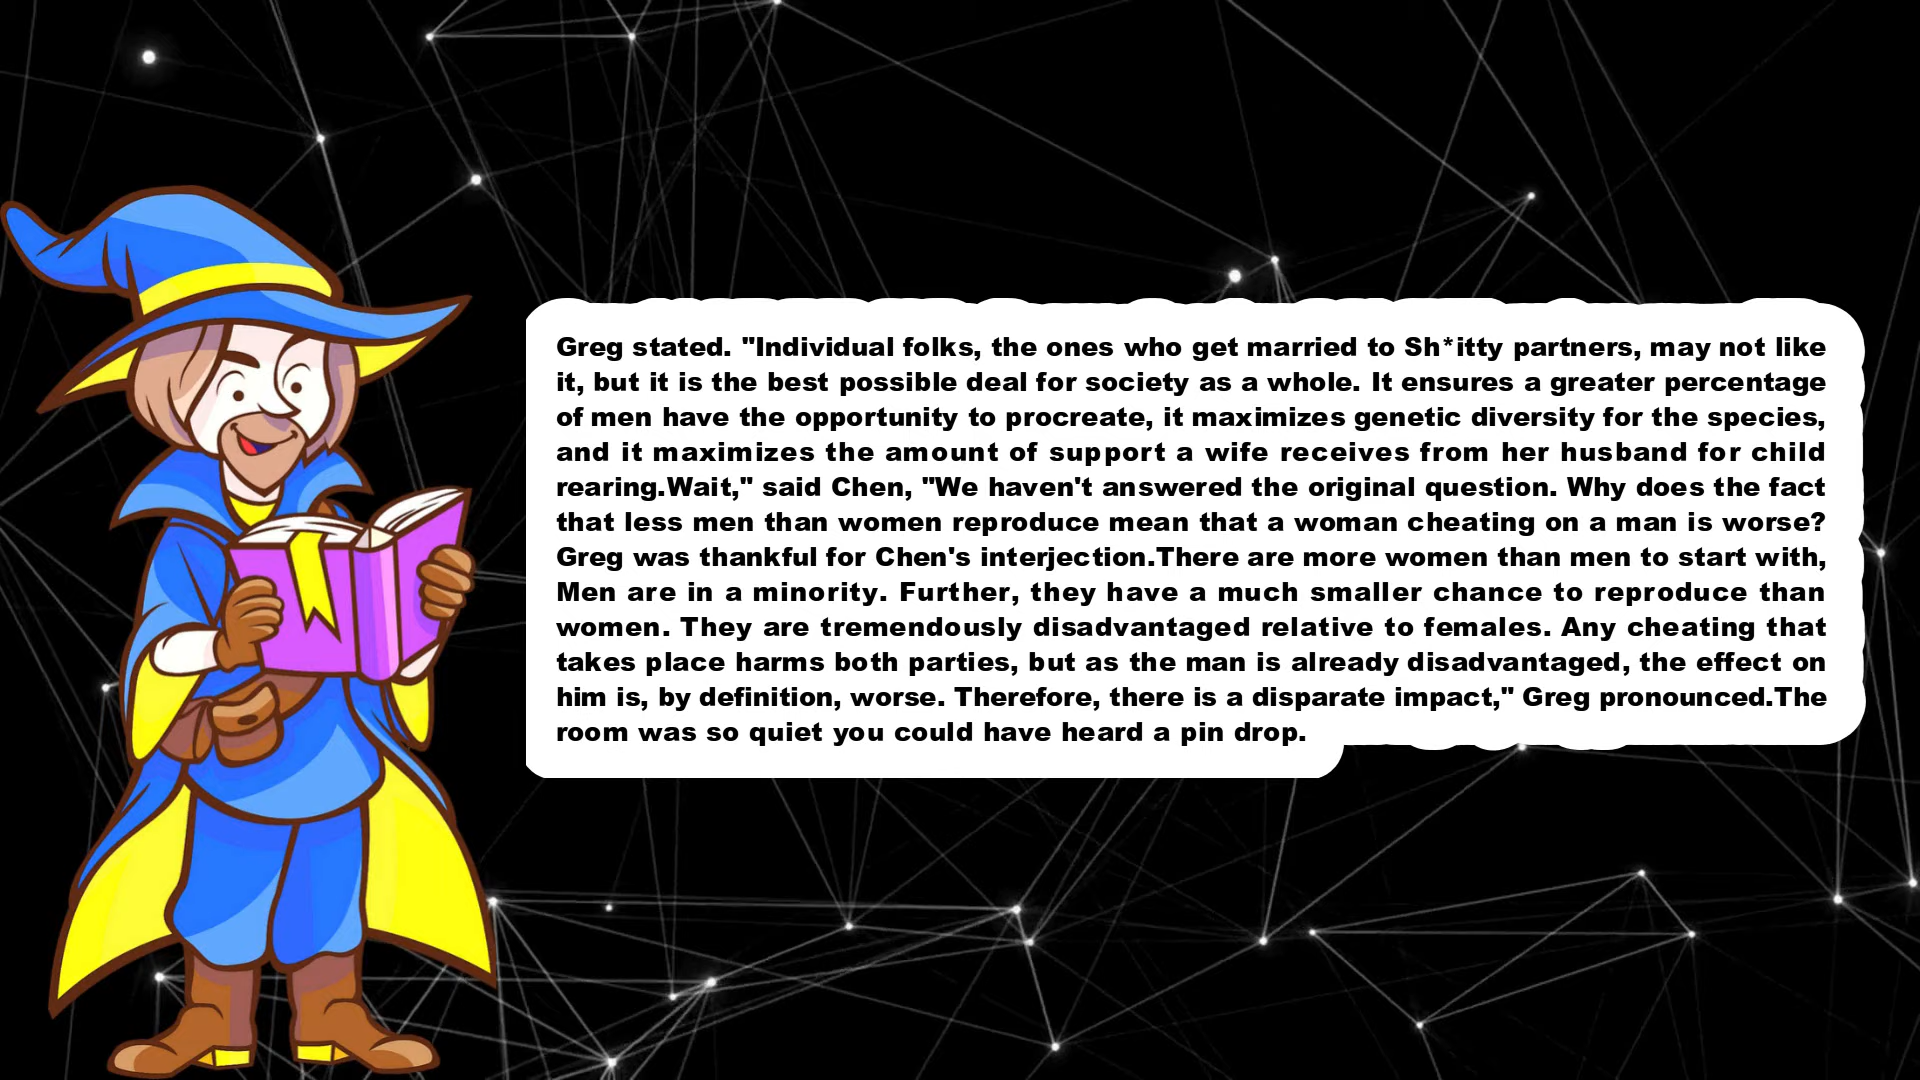 Greg stated. "Individual folks, the ones who get married to Sh*itty partners, may not like
it, but it is the best possible deal for society as a whole. It ensures a greater percentage
of men have the opportunity to procreate, it maximizes genetic diversity for the species,
and it maximizes the amount of support a wife receives from her husband for child
rearing.Wait," said Chen, "We haven't answered the original question. Why does the fact
that less men than women reproduce mean that a woman cheating on a man is worse?
Greg was thankful for Chen's interjection.There are more women than men to start with,
Men are in a minority. Further, they have a much smaller chance to reproduce than
women. They are tremendously disadvantaged relative to females. Any cheating that
takes place harms both parties, but as the man is already disadvantaged, the effect on
him is, by definition, worse. Therefore, there is a disparate impact," Greg pronounced.The
room was so quiet you could have heard a pin drop.